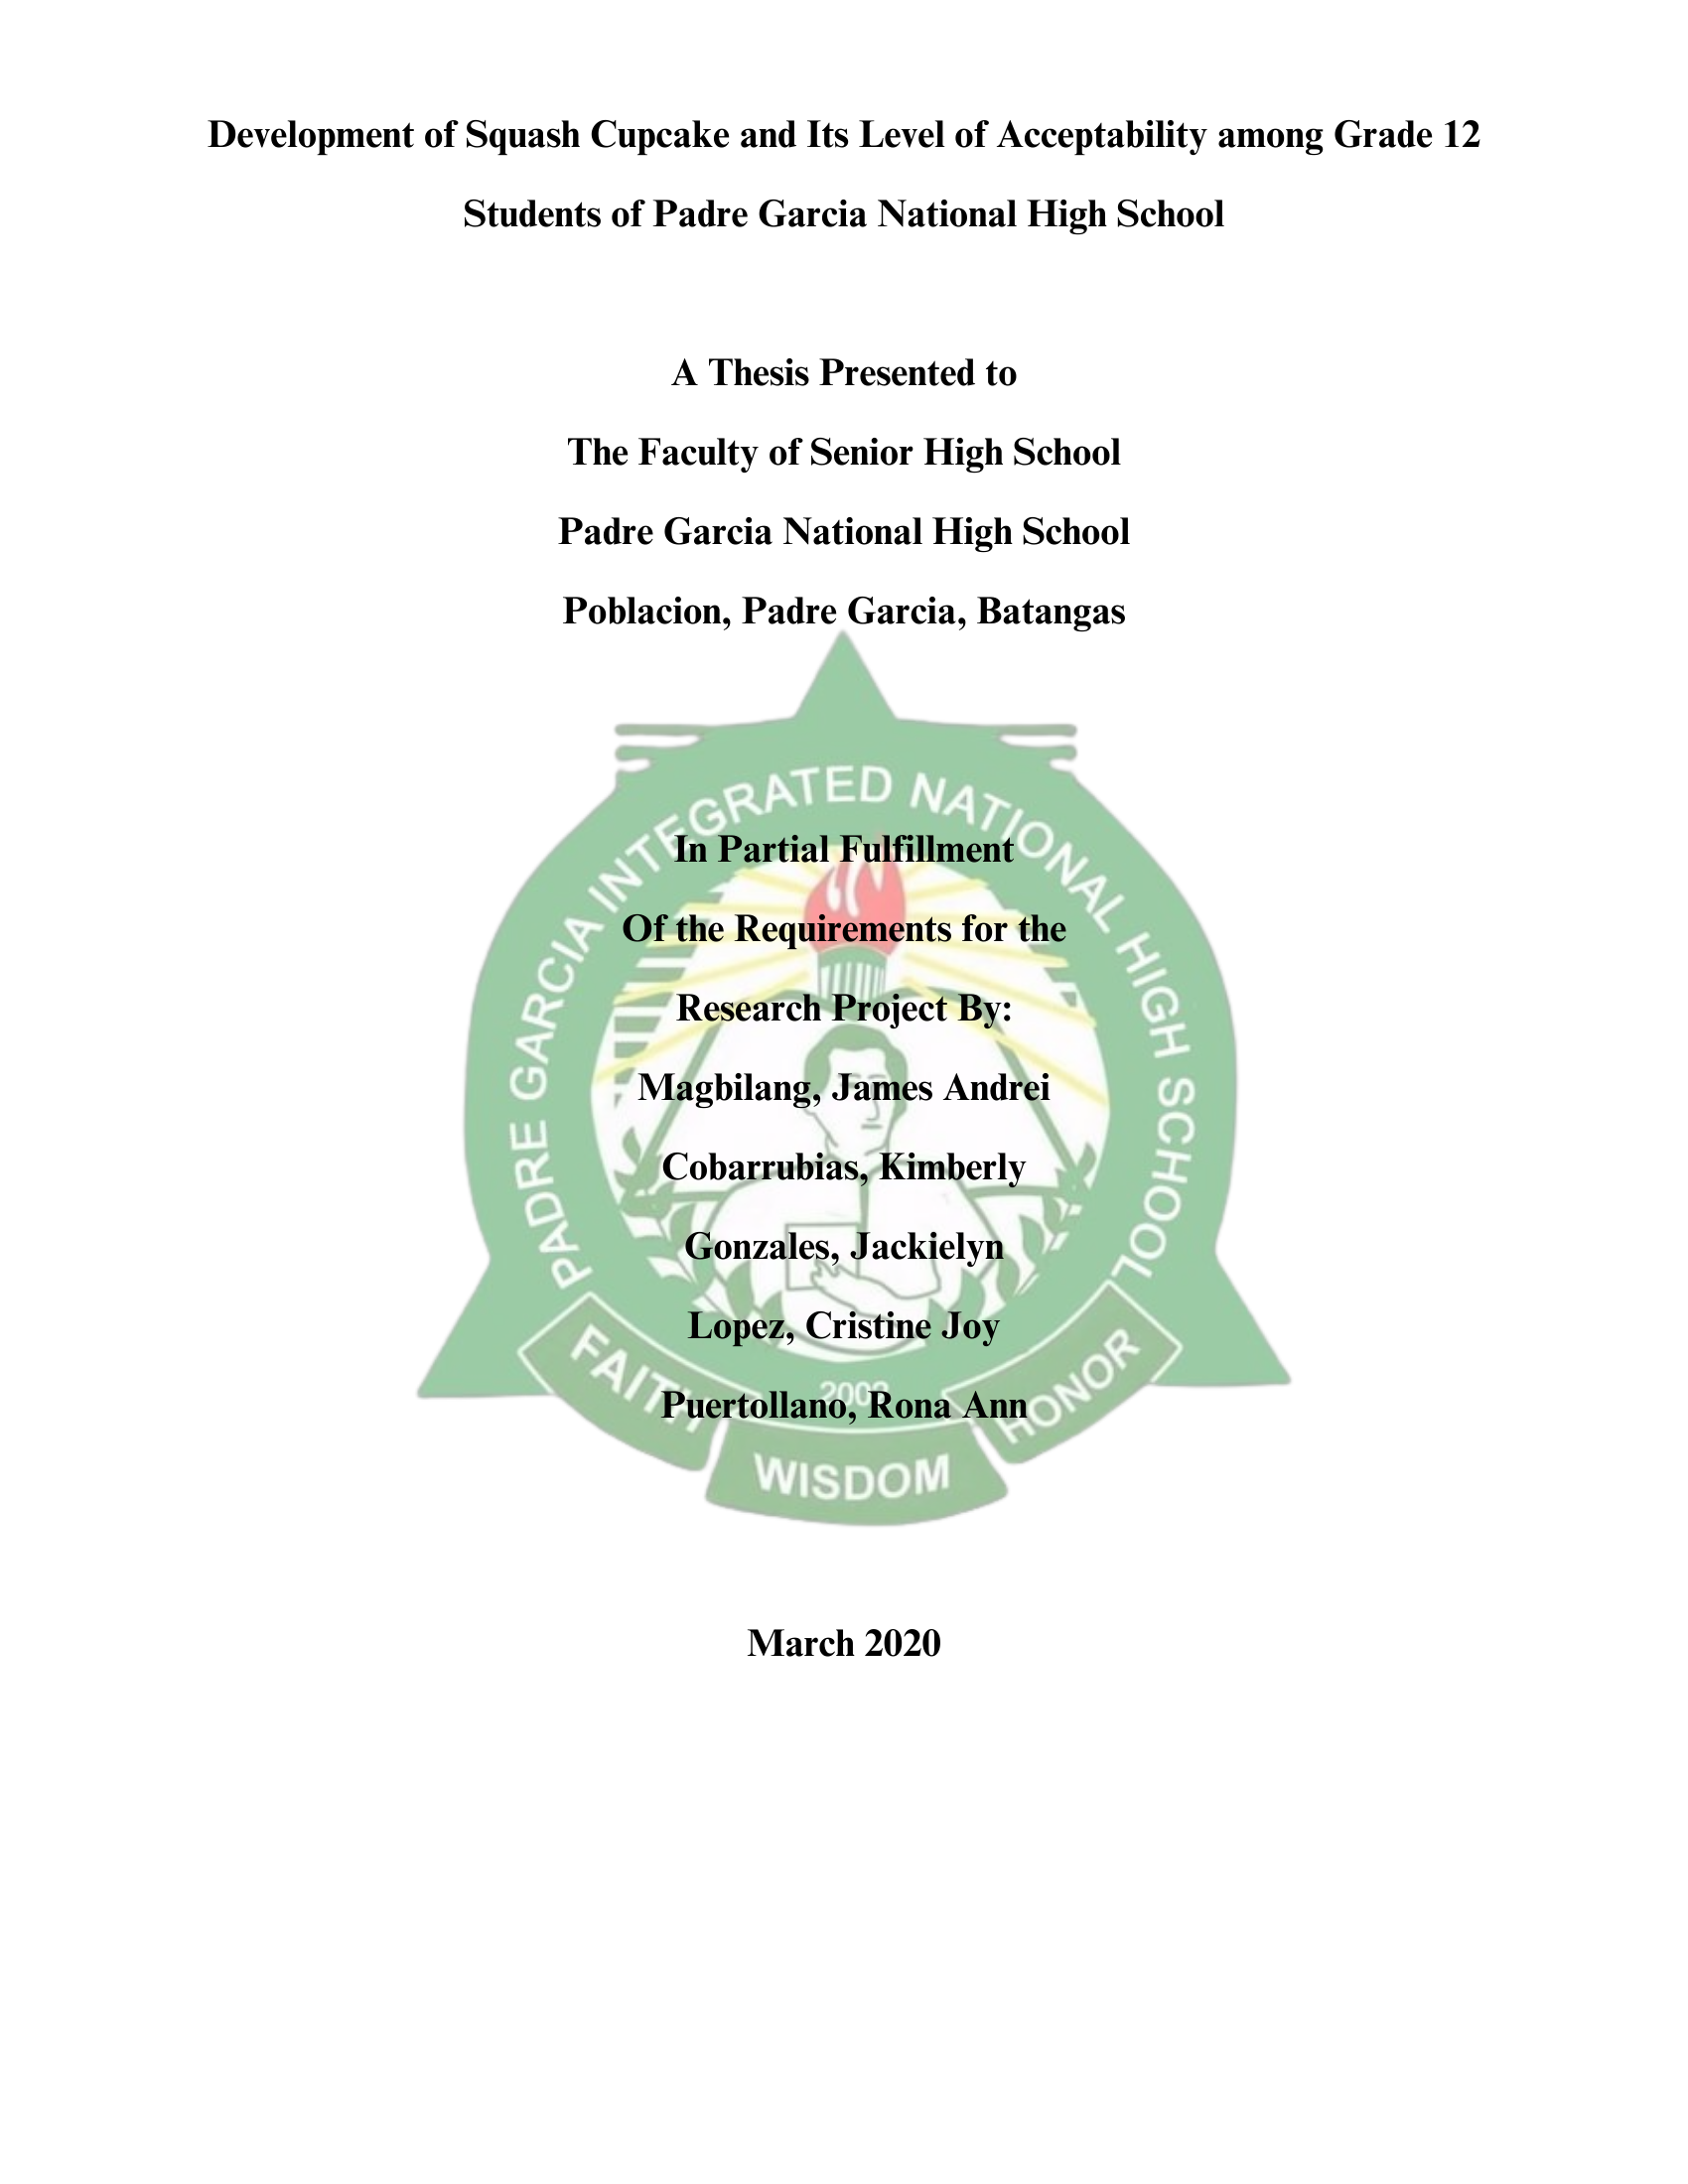 Development of Squash Cupcake and Its Level of Acceptability among Grade 12
Students of Padre Garcia National High School
A Thesis Presented to
The Faculty of Senior High School
Padre Garcia National High School
Poblacion, Padre Garcia, Batangas
PADRE GARCIA INTEGRATED NATIONAL HIGH SCHOOL
In Partial Fulfillment
Of the Requirements for the
Research Project By:
Magbilang, James Andrei
Cobarrubias, Kimberly
Gonzales, Jackielyn
Lopez, Cristine Joy
Puertollano, Rona Ann
FAITH
WISDOM
HONOR
March 2020